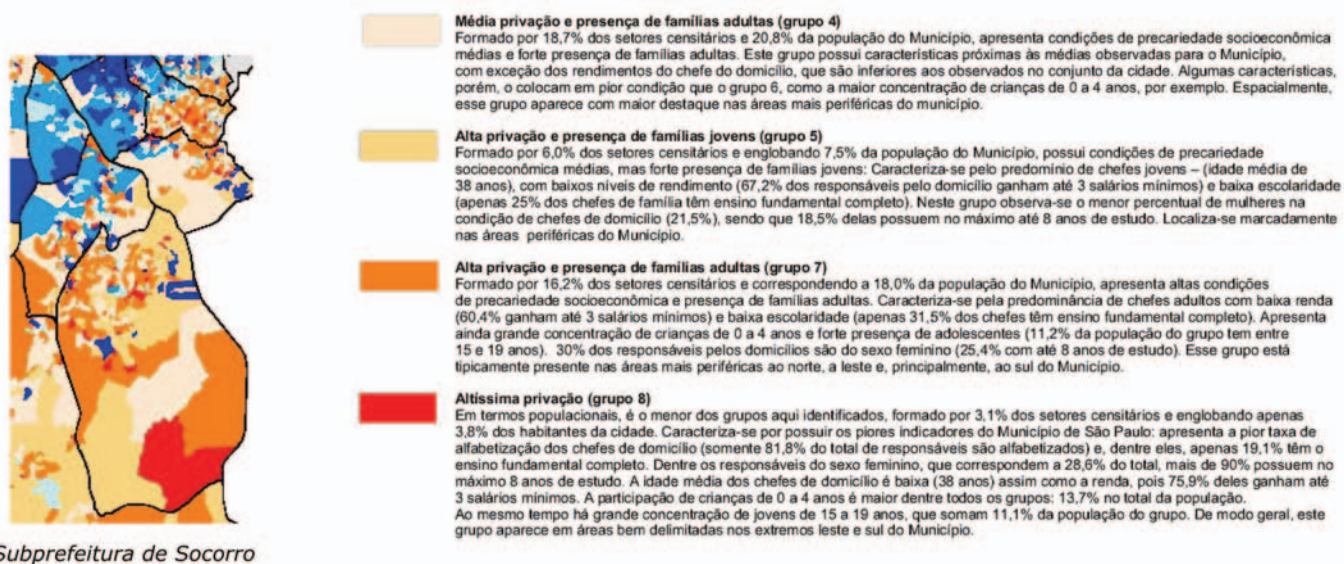 Média privação e presença de famílias adultas (grupo 4)
Formado por 18,7% dos setores censitários e 20,8% da população do Município, apresenta condições de precariedade socioeconômica
médias e forte presença de famílias adultas. Este grupo possui características próximas às médias observadas para o Município,
com exceção dos rendimentos do chefe do domicílio, que são inferiores aos observados no conjunto da cidade. Algumas características,
porém, o colocam em pior condição que o grupo 6, como a maior concentração de crianças de 0 a 4 anos, por exemplo. Espacialmente,
esse grupo aparece com maior destaque nas áreas mais periféricas do município.
Alta privação e presença de famílias jovens (grupo 5)
Formado por 6,0% dos setores censitários e englobando 7,5% da população do Município, possui condições de precariedade
socioeconômica médias, mas forte presença de famílias jovens: Caracteriza-se pelo predomínio de chefes jovens – (idade média de
38 anos), com baixos níveis de rendimento (67,2% dos responsáveis pelo domicílio ganham até 3 salários mínimos) e baixa escolaridade
(apenas 25% dos chefes de família têm ensino fundamental completo). Neste grupo observa-se o menor percentual de mulheres na
condição de chefes de domicílio (21,5%), sendo que 18,5% delas possuem no máximo até 8 anos de estudo. Localiza-se marcadamente
nas áreas periféricas do Município.
Alta privação e presença de famílias adultas (grupo 7)
Formado por 16,2% dos setores censitários e correspondendo a 18,0% da população do Município, apresenta altas condições
de precariedade socioeconômica e presença de famílias adultas. Caracteriza-se pela predominância de chefes adultos com baixa renda
(60,4% ganham até 3 salários mínimos) e baixa escolaridade (apenas 31,5% dos chefes têm ensino fundamental completo). Apresenta
ainda grande concentração de crianças de 0 a 4 anos e forte presença de adolescentes (11,2% da população do grupo tem entre
15 e 19 anos). 30% dos responsáveis pelos domicílios são do sexo feminino (25,4% com até 8 anos de estudo). Esse grupo está
tipicamente presente nas áreas mais periféricas ao norte, a leste e, principalmente, ao sul do Município.
Altíssima privação (grupo 8)
Em termos populacionais, é o menor dos grupos aqui identificados, formado por 3,1% dos setores censitários e englobando apenas
3,8% dos habitantes da cidade. Caracteriza-se por possuir os piores indicadores do Município de São Paulo: apresenta a pior taxa de
alfabetização dos chefes de domicílio (somente 81,8% do total de responsáveis são alfabetizados) e, dentre eles, apenas 19,1% têm o
ensino fundamental completo. Dentre os responsáveis do sexo feminino, que correspondem a 28,6% do total, mais de 90% possuem no
máximo 8 anos de estudo. A idade média dos chefes de domicílio é baixa (38 anos) assim como a renda, pois 75,9% deles ganham até
3 salários mínimos. A participação de crianças de 0 a 4 anos é maior dentre todos os grupos: 13,7% no total da população.
Ao mesmo tempo há grande concentração de jovens de 15 a 19 anos, que somam 11,1% da população do grupo. De modo geral, este
grupo aparece em áreas bem delimitadas nos extremos leste e sul do Município.
Subprefeitura de Socorro